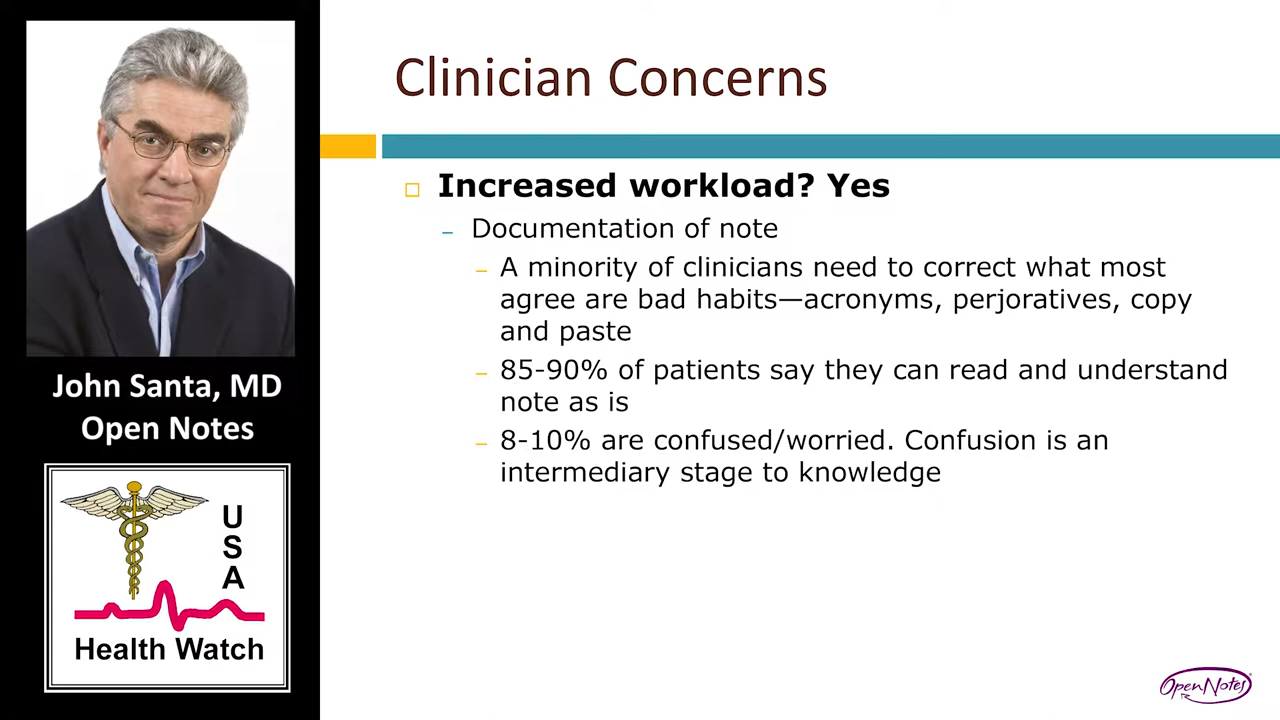 Clinician Concerns
Increased workload? Yes
– Documentation of note
– A minority of clinicians need to correct what most
agree are bad habits—acronyms, perjoratives, copy
and paste
– 85-90% of patients say they can read and understand
note as is
– 8-10% are confused/worried. Confusion is an
intermediary stage to knowledge
John Santa, MD
Open Notes
U
S
A
Health Watch
OpenNotes